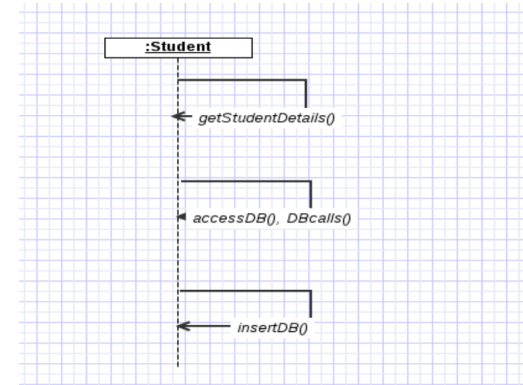 :Student
getStudentDetails()
accessDB(), DBcalls()
insertDB()